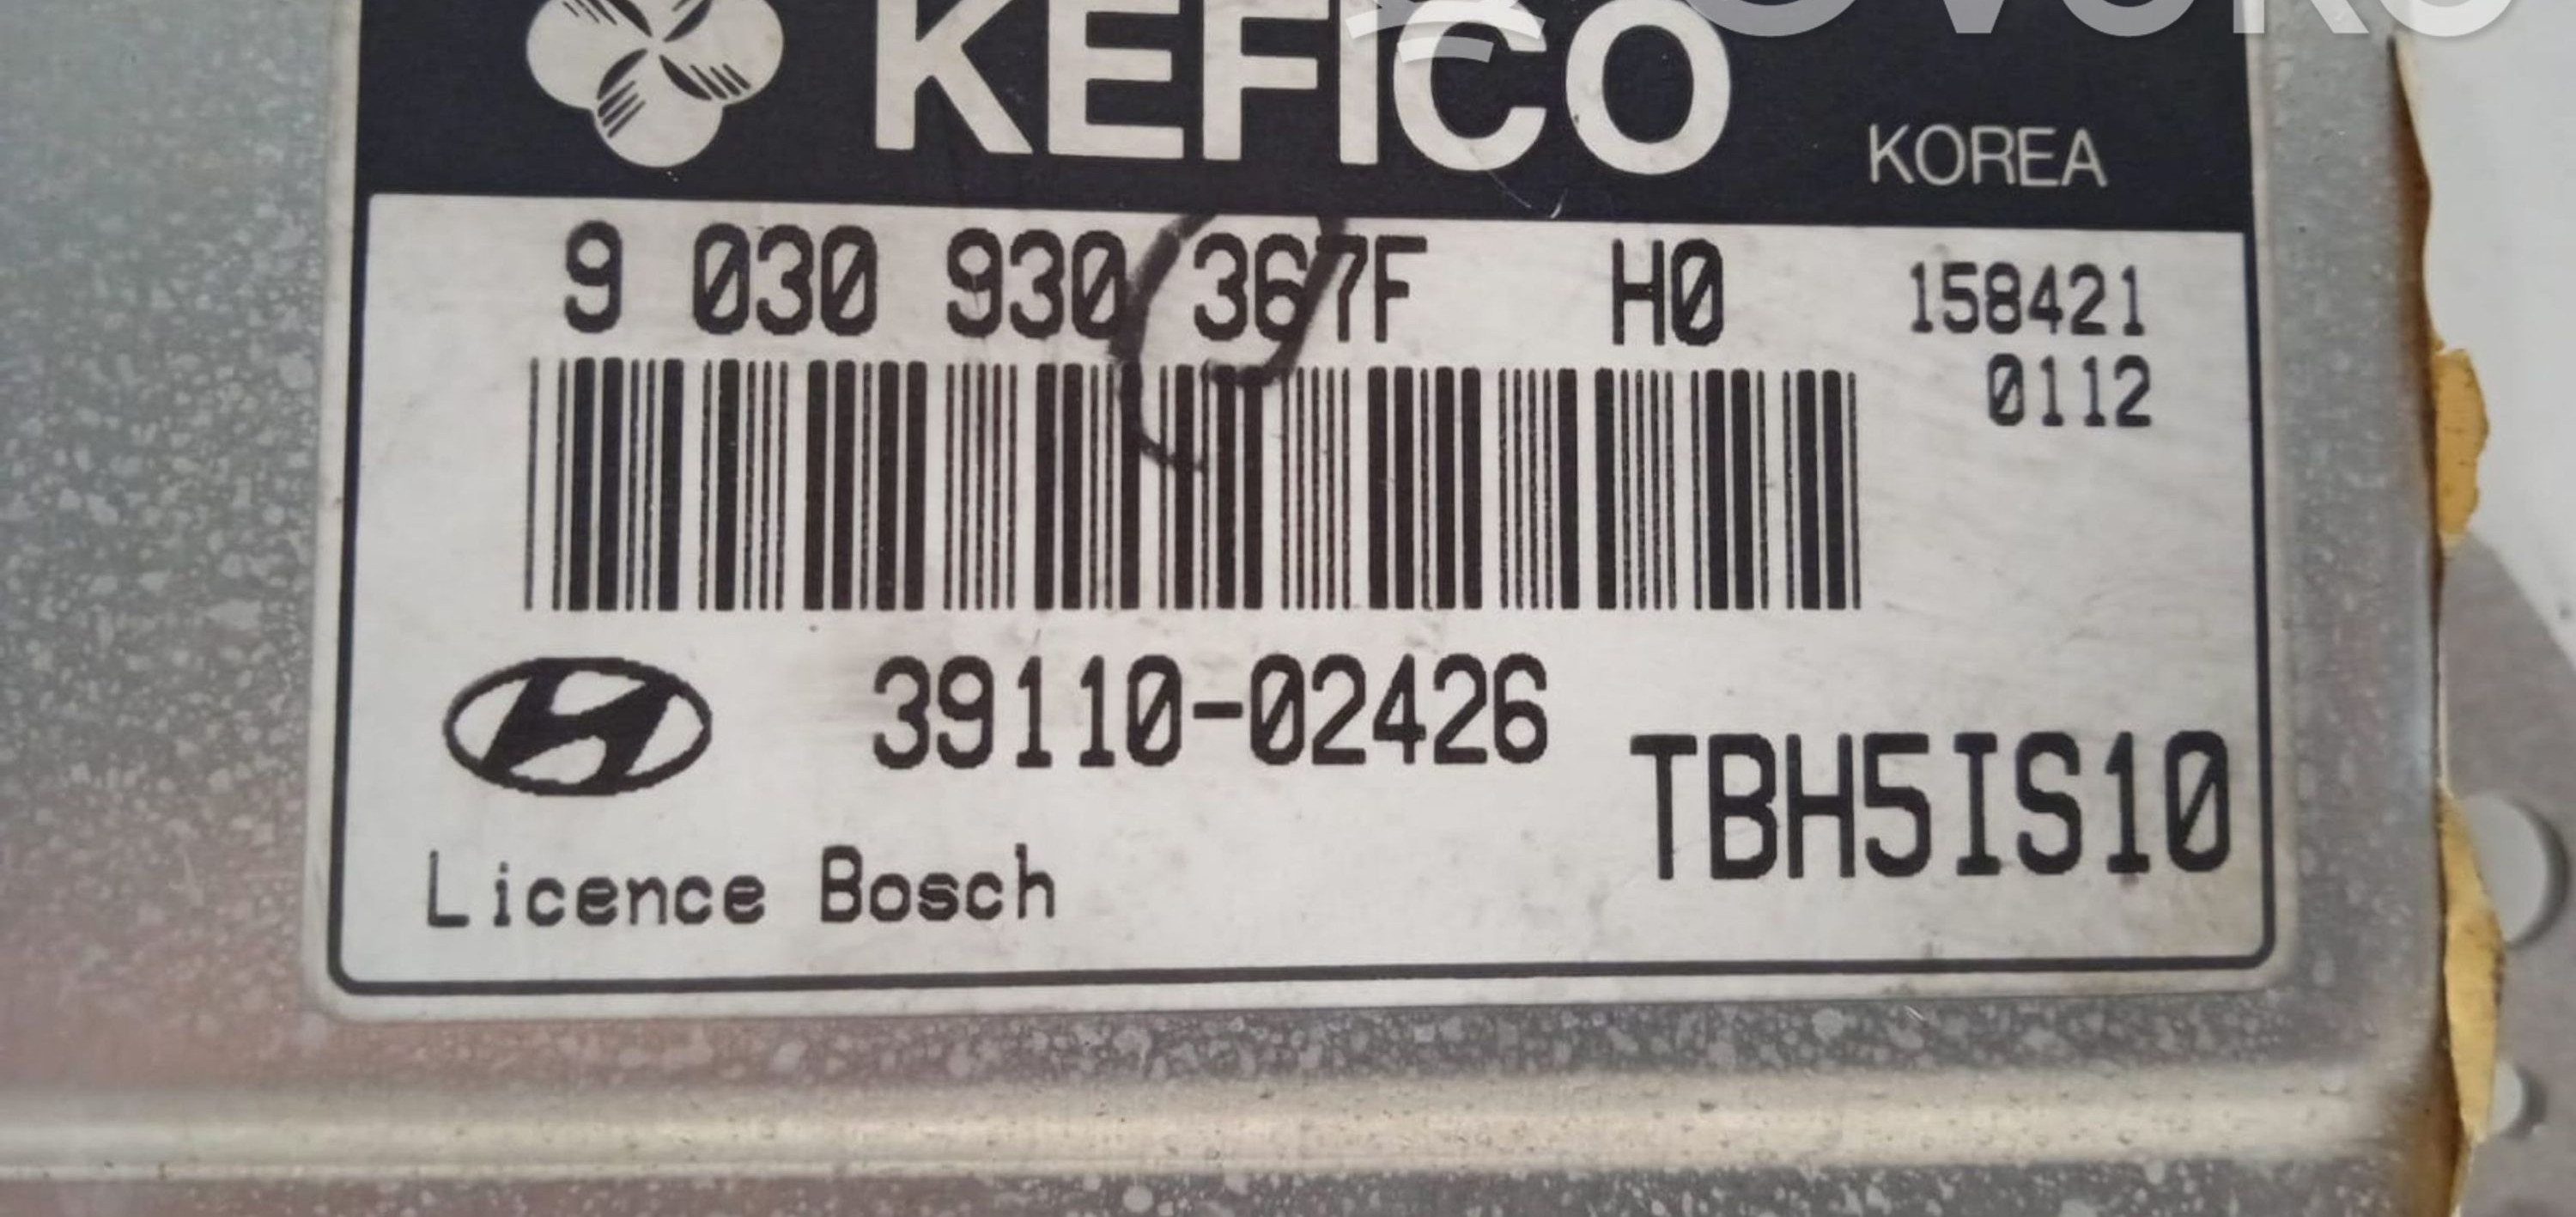 KEFICO
KOREA
9 030 930 367F H0 158421
0112
39110-02426
TBH5IS10
Licence Bosch